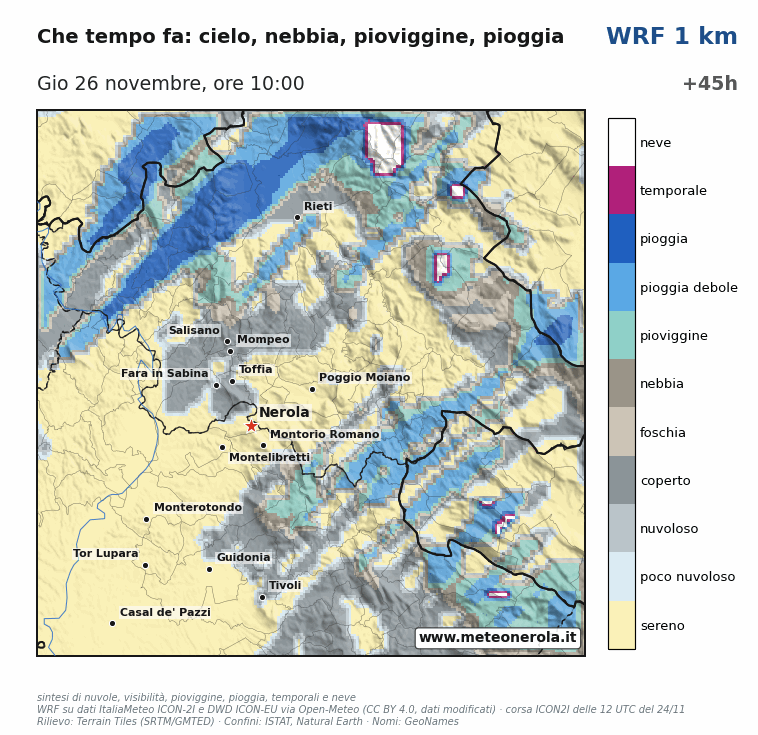 Che tempo fa: cielo, nebbia, pioviggine, pioggia
WRF 1 km
Gio 26 novembre, ore 10:00
+45h
neve
temporale
pioggia
pioggia debole
pioviggine
nebbia
foschia
coperto
nuvoloso
poco nuvoloso
sereno
Rieti
Salisano
Mompeo
Fara in Sabina
Toffia
Poggio Moiano
Nerola
Montorio Romano
Montelibretti
Monterotondo
Tor Lupara
Guidonia
Tivoli
Casal de' Pazzi
www.meteonerola.it
sintesi di nuvole, visibilità, pioviggine, pioggia, temporali e neve
WRF su dati ItaliaMeteo ICON-2I e DWD ICON-EU via Open-Meteo (CC BY 4.0, dati modificati) · corsa ICON2I delle 12 UTC del 24/11
Rilievo: Terrain Tiles (SRTM/GMTED) · Confini: ISTAT, Natural Earth · Nomi: GeoNames